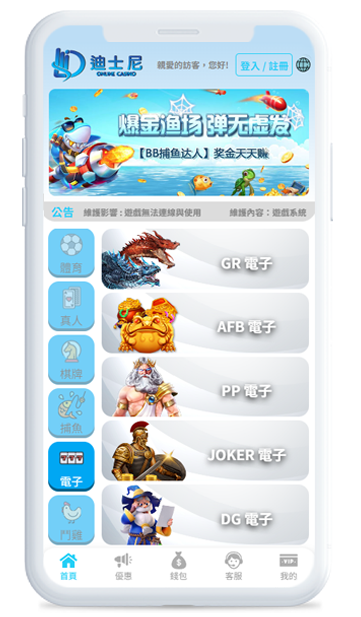 迪士尼
ONLINE CASINO
親愛的訪客，您好!
登入 / 註冊
爆金渔场 弹无虚发
【BB捕鱼达人】奖金天天赚
公告
維護影響 : 遊戲無法連線與使用
維護內容 : 遊戲系統
體育
真人
棋牌
捕魚
電子
鬥雞
GR 電子
AFB 電子
PP 電子
JOKER 電子
DG 電子
首頁
優惠
錢包
客服
VIP
我的